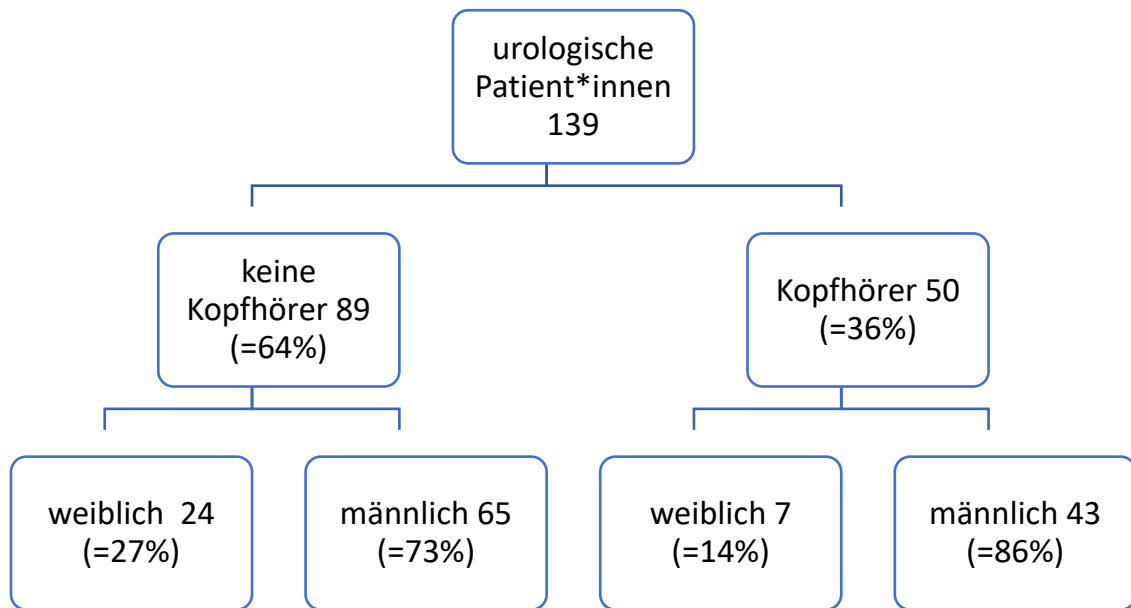 urologische
Patient*innen
139
keine
Kopfhörer 89
(=64%)
Kopfhörer 50
(=36%)
weiblich  24
(=27%)
männlich 65
(=73%)
weiblich 7
(=14%)
männlich 43
(=86%)